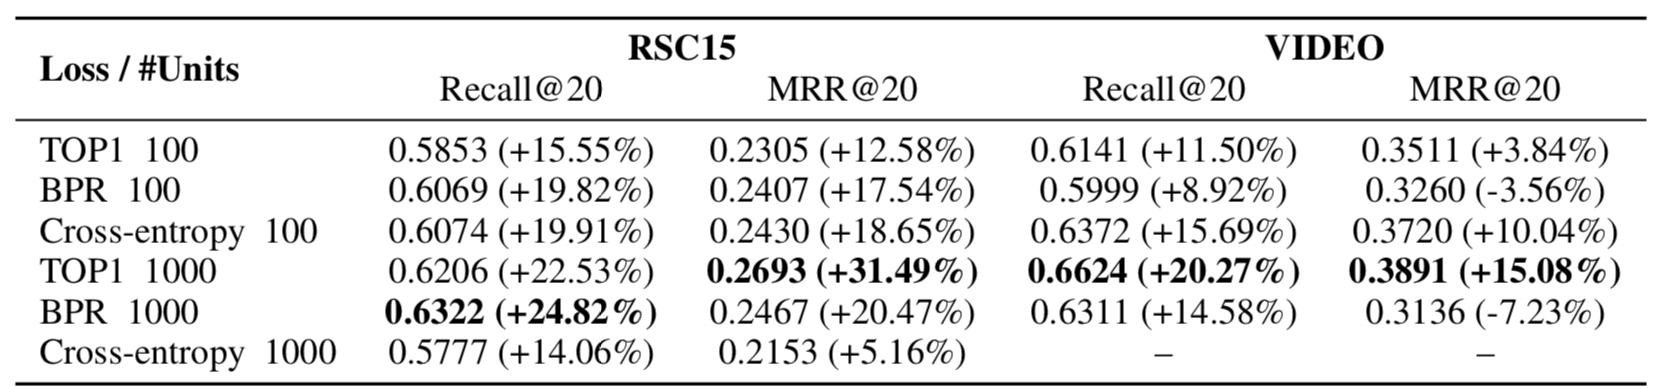 Loss / #Units RSC15 VIDEO
Recall@20 MRR@20 Recall@20 MRR@20
TOP1 100 0.5853 (+15.55%) 0.2305 (+12.58%) 0.6141 (+11.50%) 0.3511 (+3.84%)
BPR 100 0.6069 (+19.82%) 0.2407 (+17.54%) 0.5999 (+8.92%) 0.3260 (-3.56%)
Cross-entropy 100 0.6074 (+19.91%) 0.2430 (+18.65%) 0.6372 (+15.69%) 0.3720 (+10.04%)
TOP1 1000 0.6206 (+22.53%) 0.2693 (+31.49%) 0.6624 (+20.27%) 0.3891 (+15.08%)
BPR 1000 0.6322 (+24.82%) 0.2467 (+20.47%) 0.6311 (+14.58%) 0.3136 (-7.23%)
Cross-entropy 1000 0.5777 (+14.06%) 0.2153 (+5.16%) – –